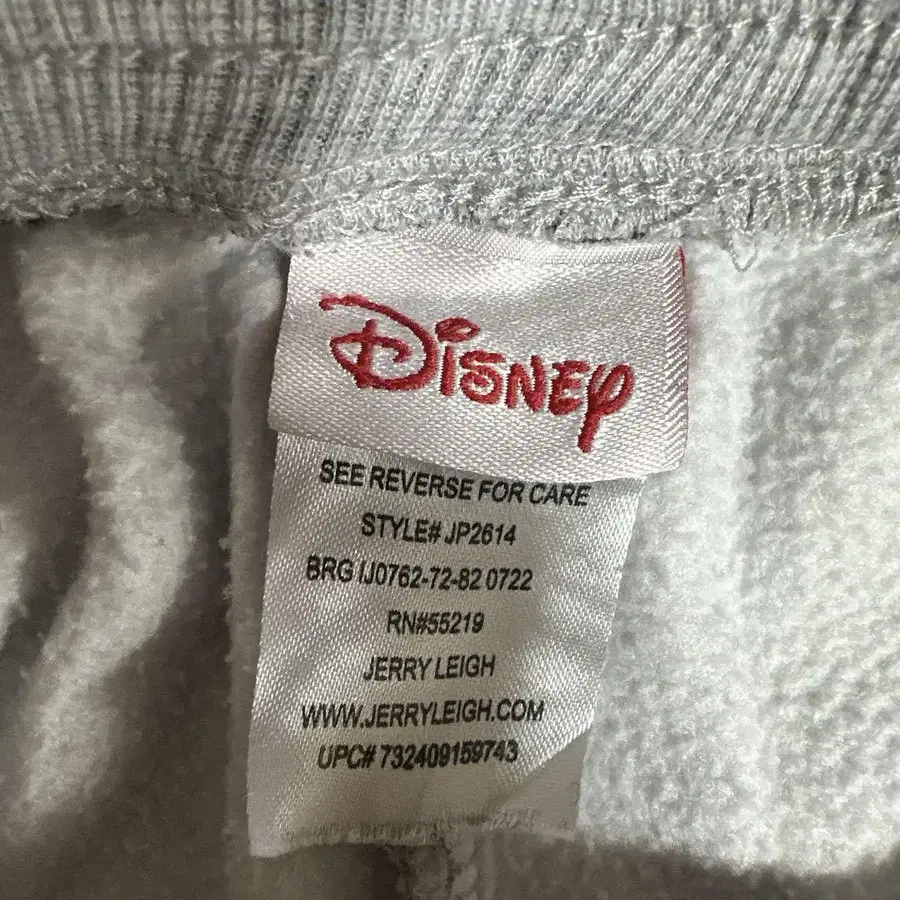 Disney
SEE REVERSE FOR CARE
STYLE# JP2614
BRG IJ0762-72-82 0722
RN#55219
JERRY LEIGH
WWW.JERRYLEIGH.COM
UPC# 732409159743